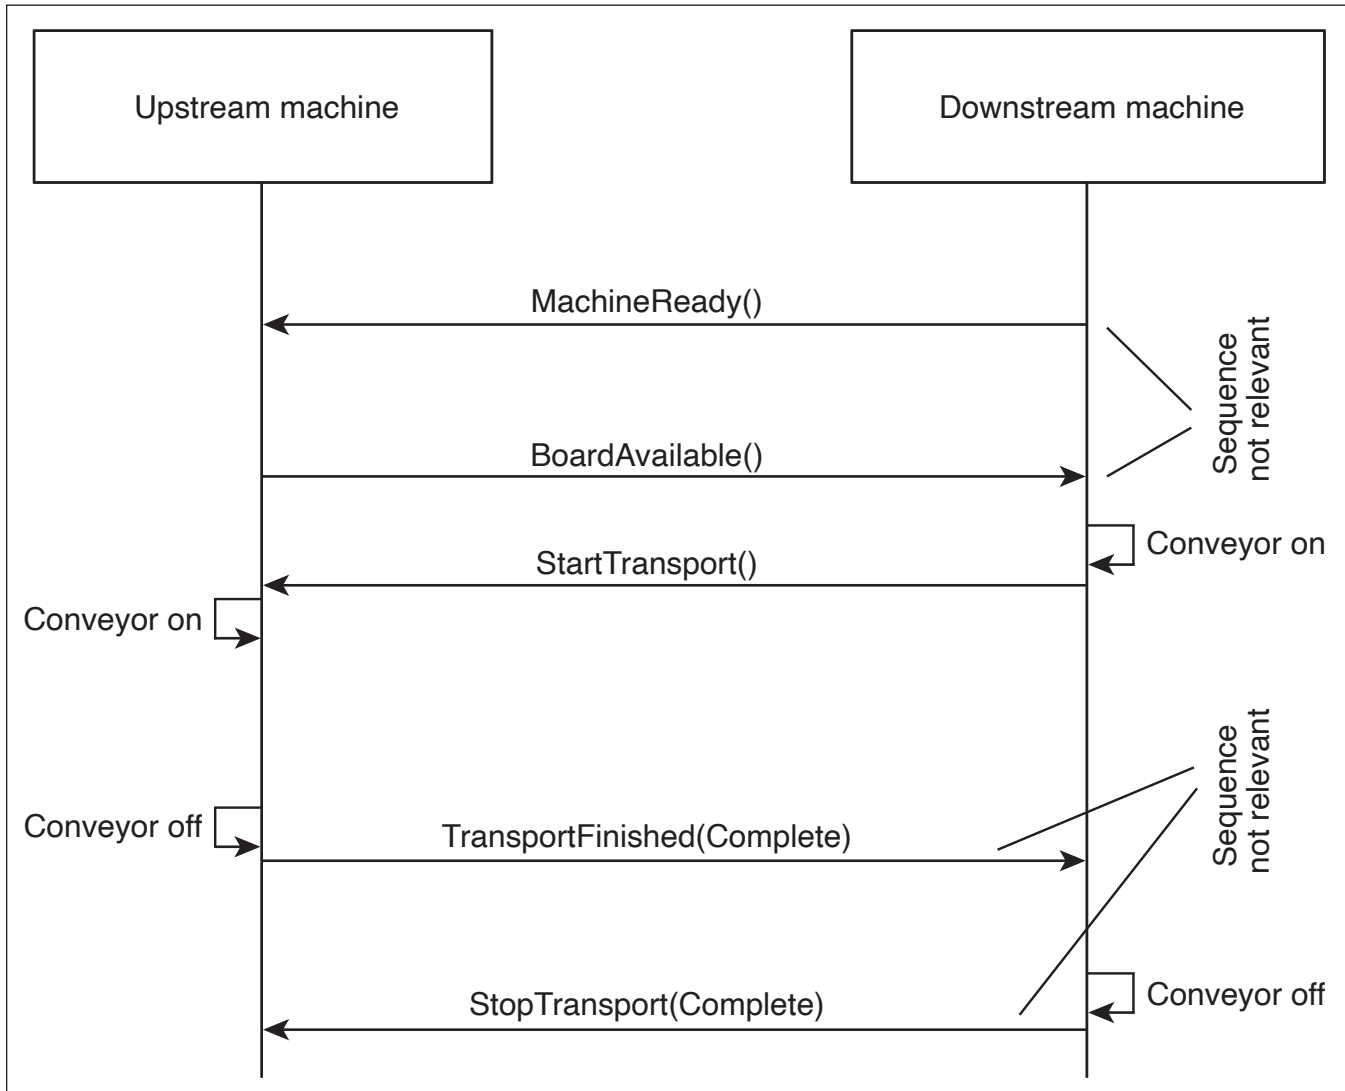 Upstream machine
Downstream machine
MachineReady()
Sequence
not relevant
BoardAvailable()
Conveyor on
StartTransport()
Conveyor on
Sequence
not relevant
Conveyor off
TransportFinished(Complete)
StopTransport(Complete)
Conveyor off